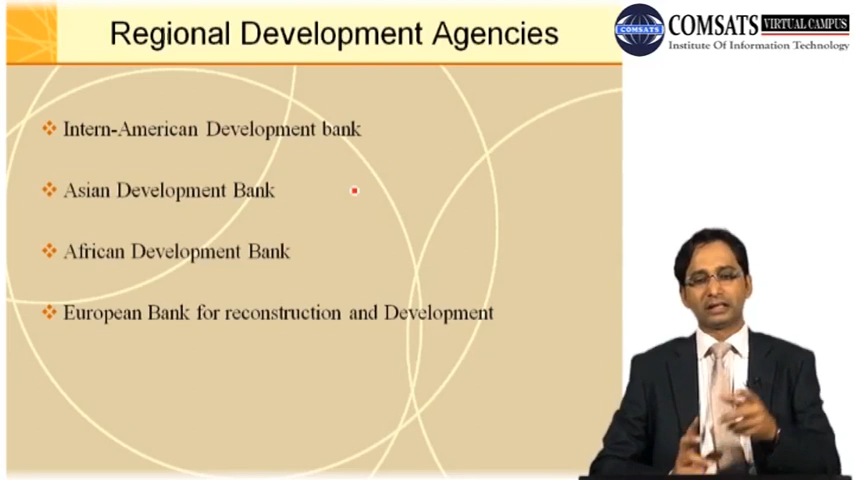 Regional Development Agencies
COMSATS
COMSATS VIRTUAL CAMPUS
Institute Of Information Technology
Intern-American Development bank
Asian Development Bank
African Development Bank
European Bank for reconstruction and Development